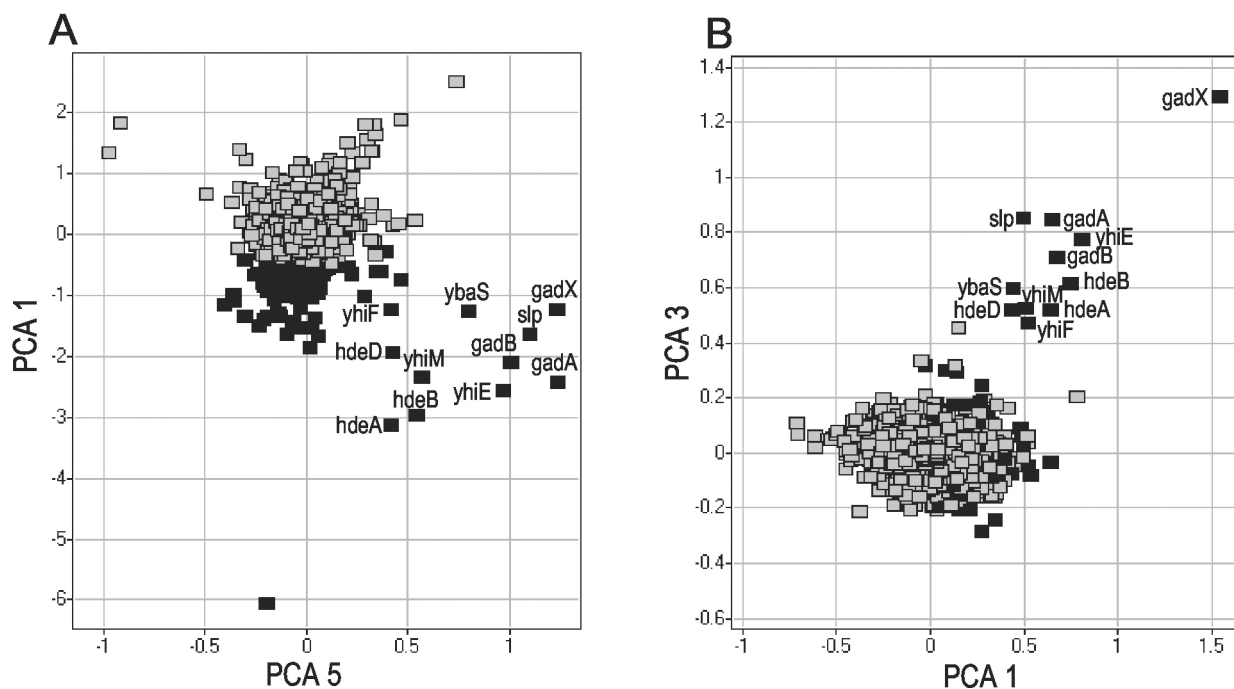 A
PCA 1
2
1
0
-1
-2
-3
-4
-5
-6
ybaS
gadX
yhiF
slp
hdeD
yhiM
gadB
gadA
yhiE
hdeB
hdeA
-1
-0.5
0
0.5
1
PCA 5
B
PCA 3
1.4
1.2
1
0.8
0.6
0.4
0.2
0
-0.2
-0.4
-0.6
gadX
slp
gadA
yhiE
gadB
hdeB
ybaS
yhiM
hdeD
hdeA
yhiF
-1
-0.5
0
0.5
1
1.5
PCA 1